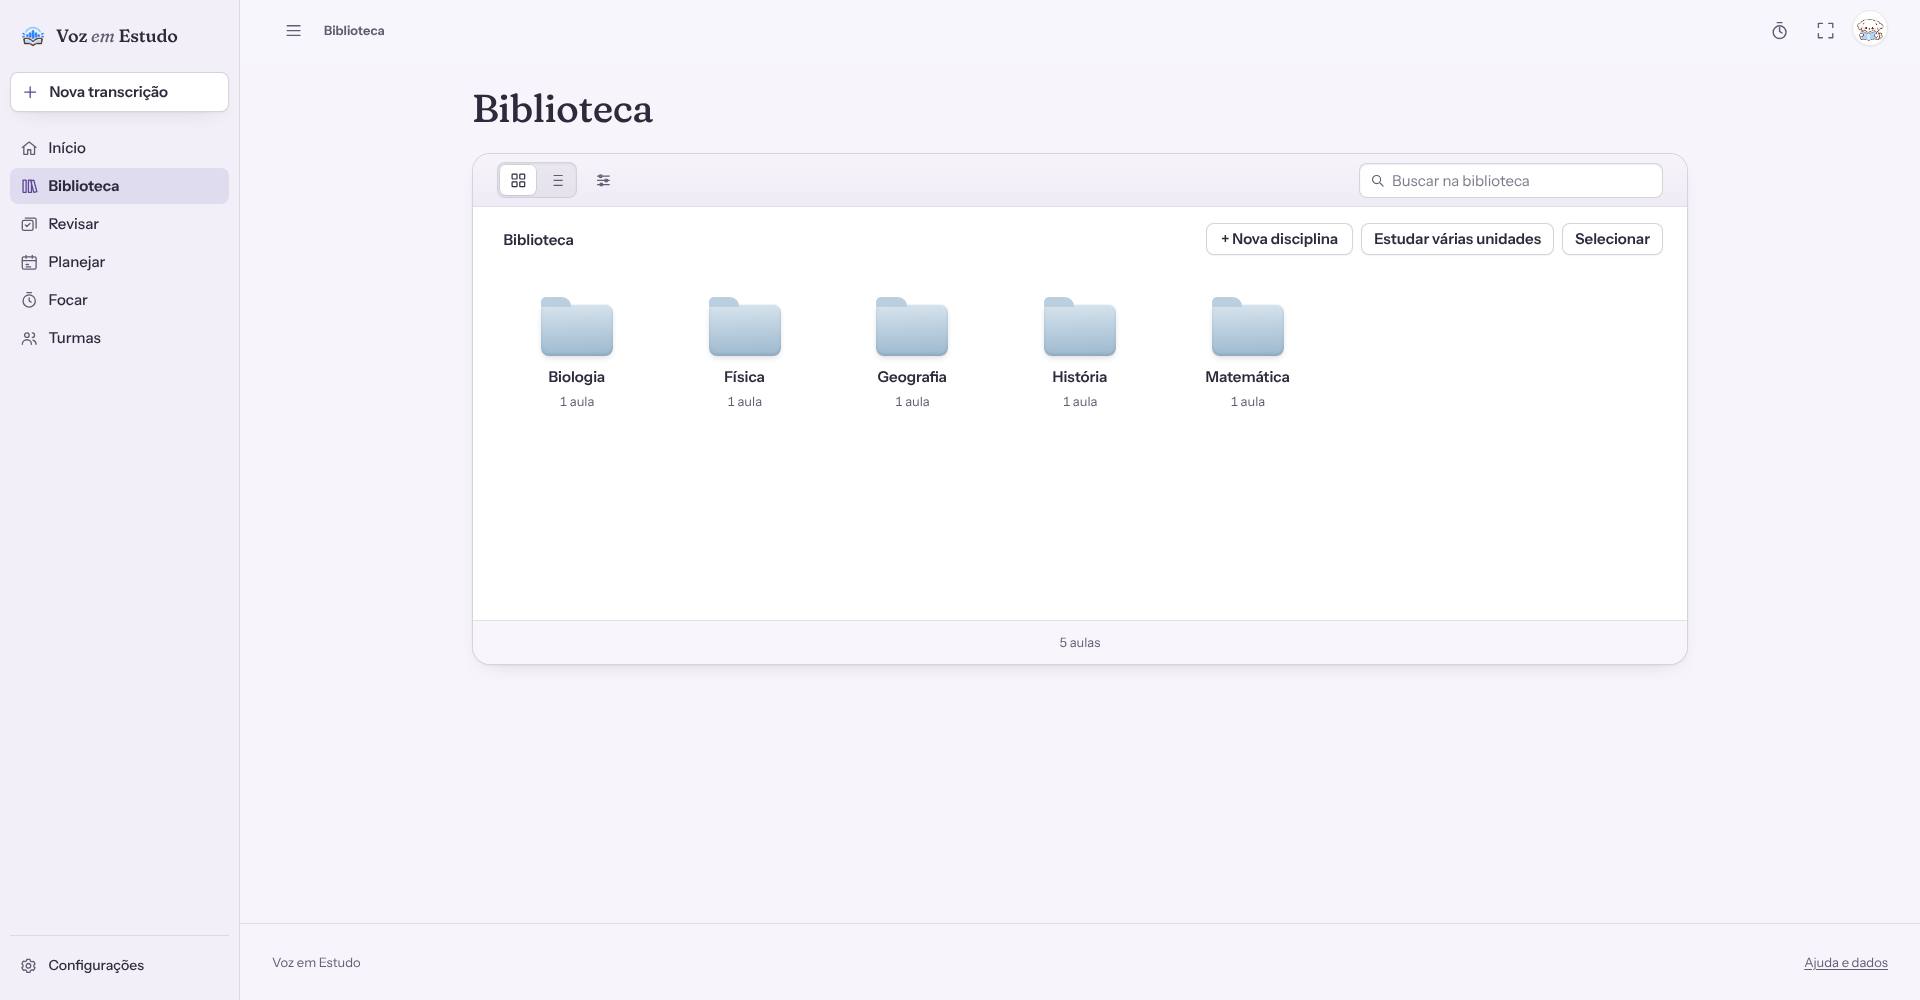 Voz em Estudo
Nova transcrição
Início
Biblioteca
Revisar
Planejar
Focar
Turmas
Configurações
Biblioteca
Biblioteca
Buscar na biblioteca
Biblioteca
+ Nova disciplina
Estudar várias unidades
Selecionar
Biologia
1 aula
Física
1 aula
Geografia
1 aula
História
1 aula
Matemática
1 aula
5 aulas
Voz em Estudo
Ajuda e dados